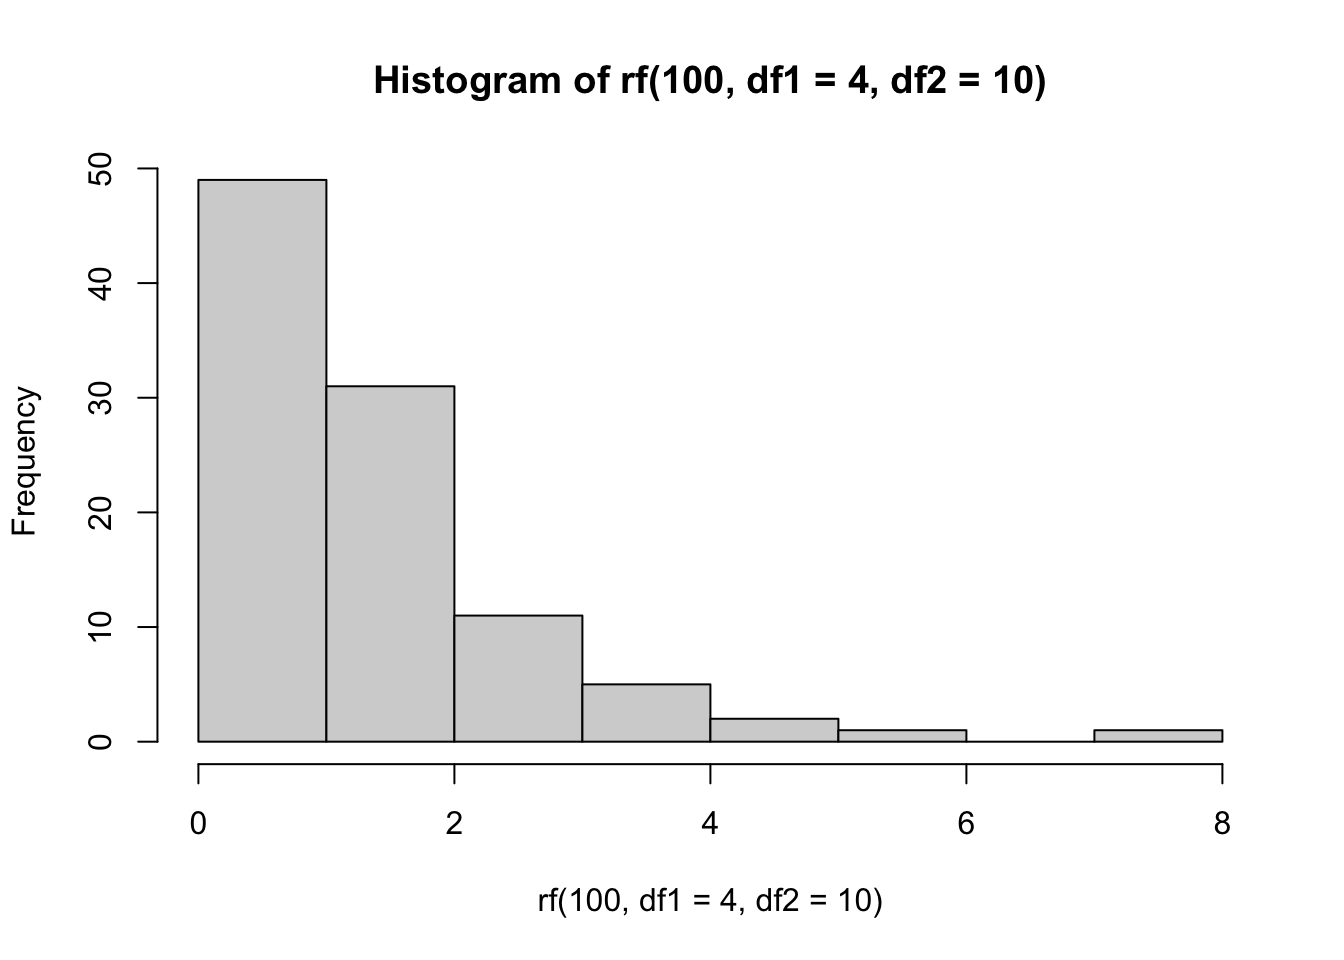 Histogram of rf(100, df1 = 4, df2 = 10)
Frequency
50
40
30
20
10
0
0 2 4 6 8
rf(100, df1 = 4, df2 = 10)